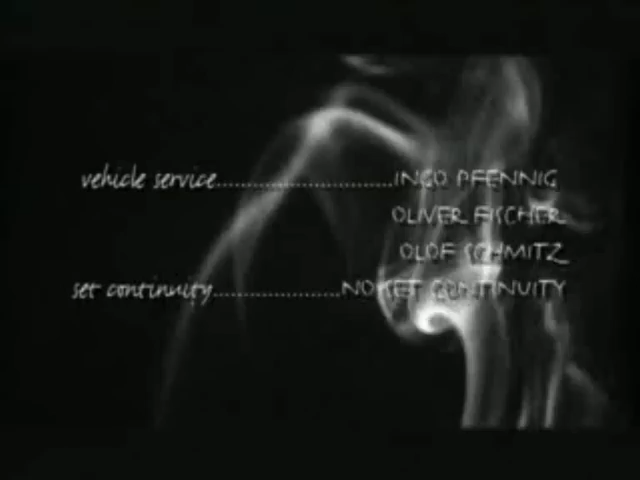 vehicle service..............................INGO PFENNIG
OLIVER FISCHER
OLOF SCHMITZ
set continuity.....................NO SET CONTINUITY